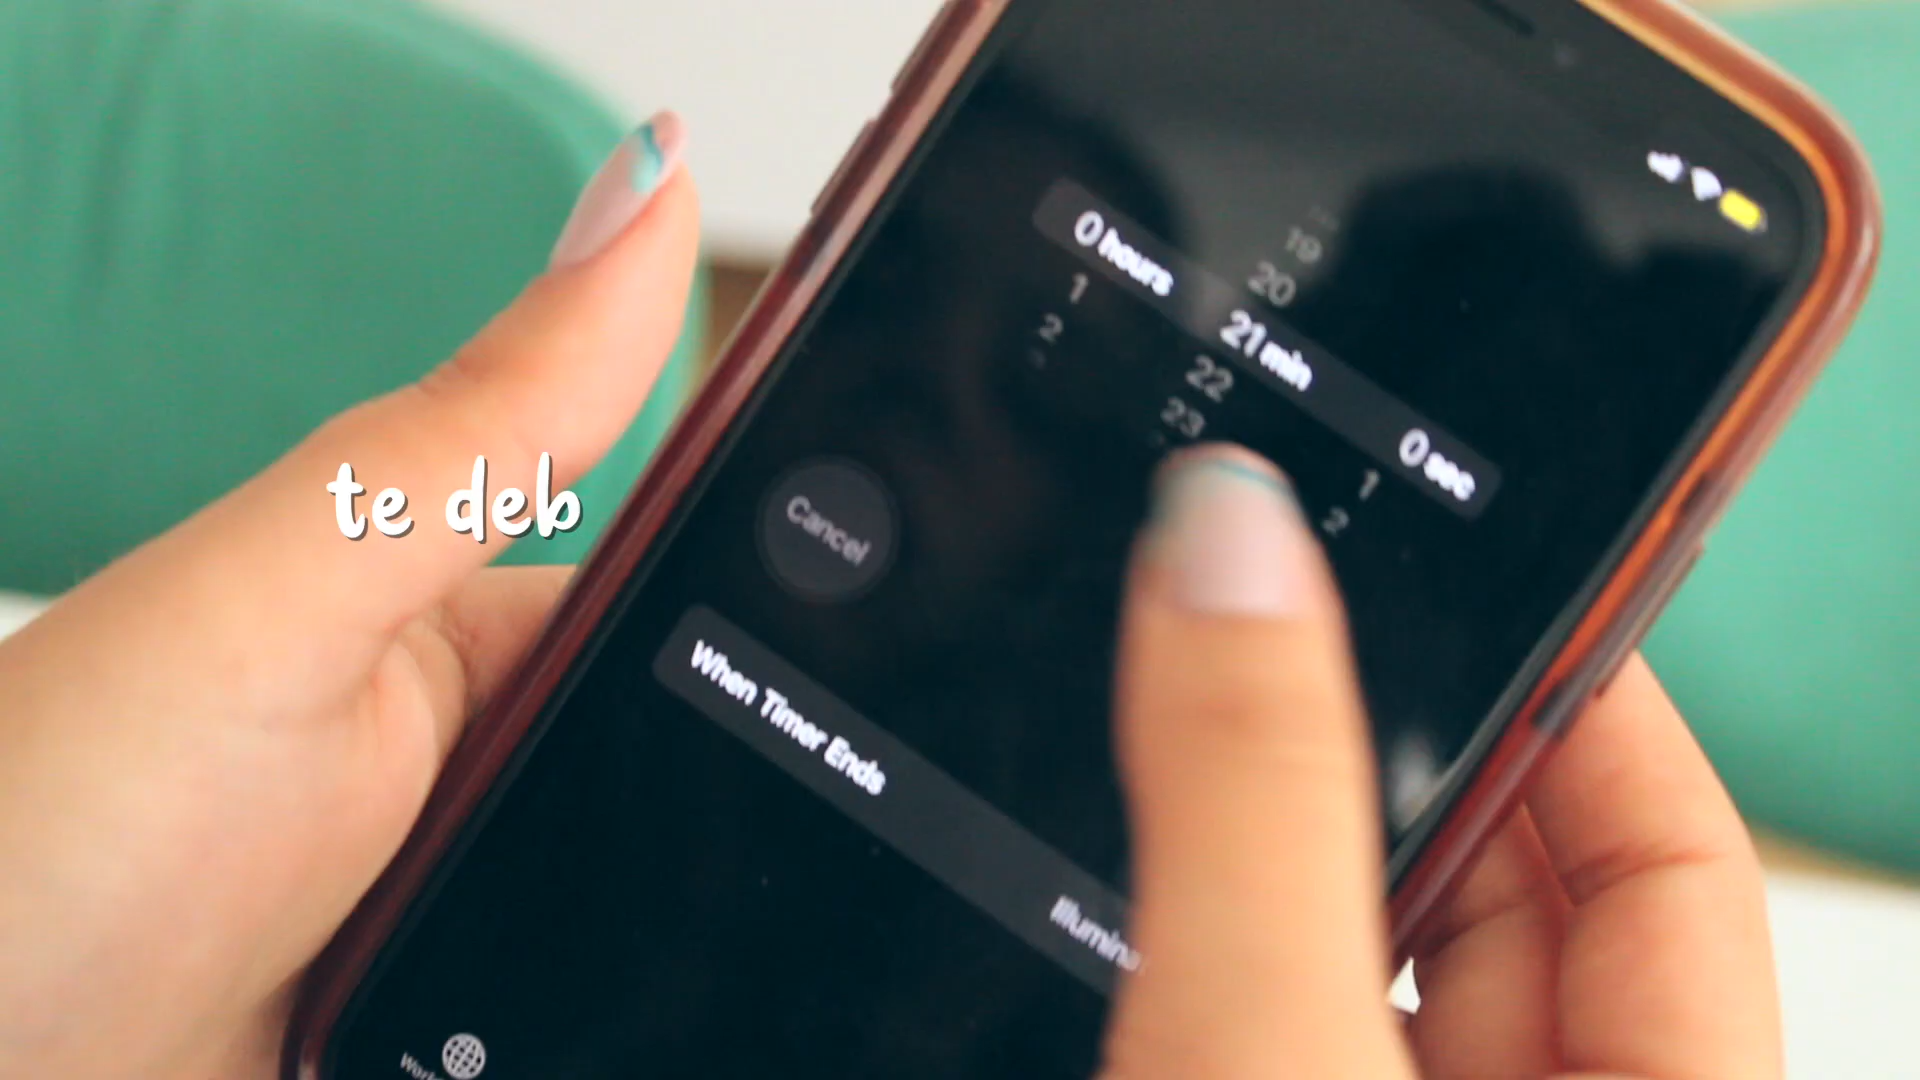 19
20
0 hours
21 min
0 sec
1
22
1
2
23
2
te deb
Cancel
When Timer Ends